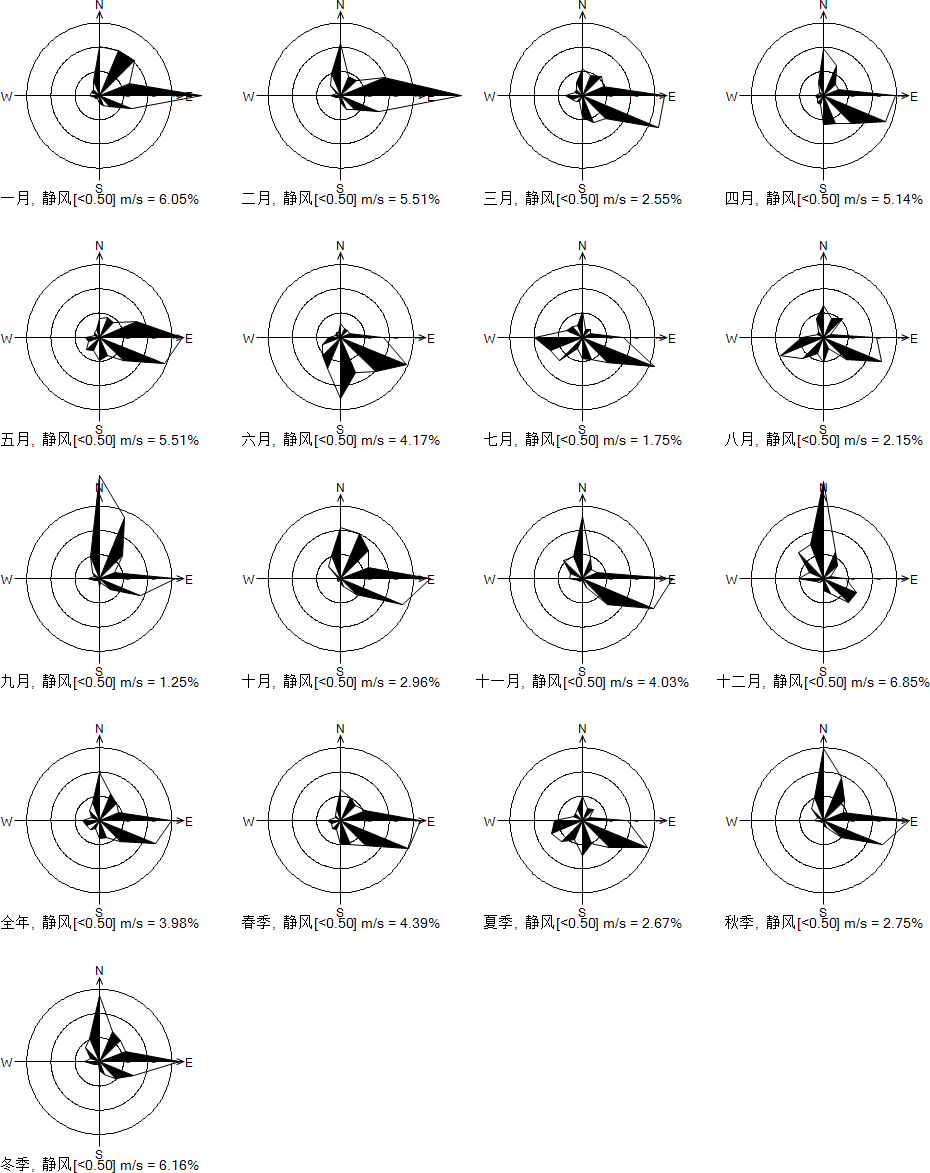 N N N N
W E W E W E W E
S S S S
一月, 静风[<0.50] m/s = 6.05% 二月, 静风[<0.50] m/s = 5.51% 三月, 静风[<0.50] m/s = 2.55% 四月, 静风[<0.50] m/s = 5.14%
N N N N
W E W E W E W E
S S S S
五月, 静风[<0.50] m/s = 5.51% 六月, 静风[<0.50] m/s = 4.17% 七月, 静风[<0.50] m/s = 1.75% 八月, 静风[<0.50] m/s = 2.15%
N N N N
W E W E W E W E
S S S S
九月, 静风[<0.50] m/s = 1.25% 十月, 静风[<0.50] m/s = 2.96% 十一月, 静风[<0.50] m/s = 4.03% 十二月, 静风[<0.50] m/s = 6.85%
N N N N
W E W E W E W E
S S S S
全年, 静风[<0.50] m/s = 3.98% 春季, 静风[<0.50] m/s = 4.39% 夏季, 静风[<0.50] m/s = 2.67% 秋季, 静风[<0.50] m/s = 2.75%
N
W E
S
冬季, 静风[<0.50] m/s = 6.16%